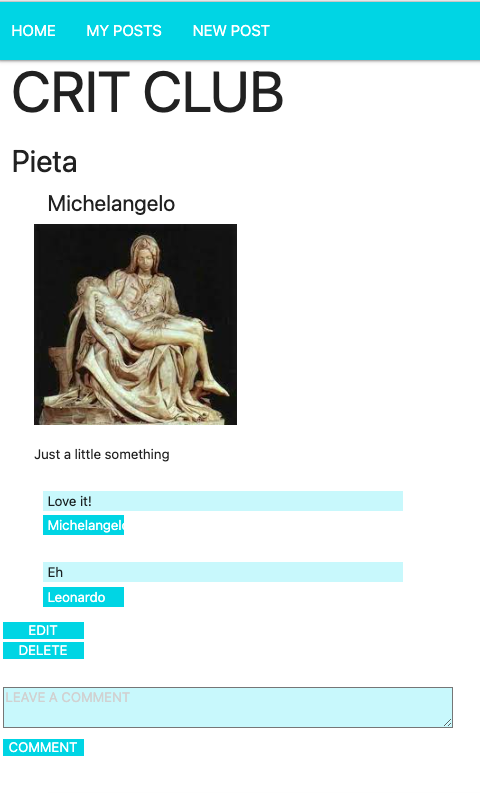 HOME MY POSTS NEW POST
CRIT CLUB
Pieta
Michelangelo
Just a little something
Love it!
Michelangelo
Eh
Leonardo
EDIT
DELETE
LEAVE A COMMENT
COMMENT